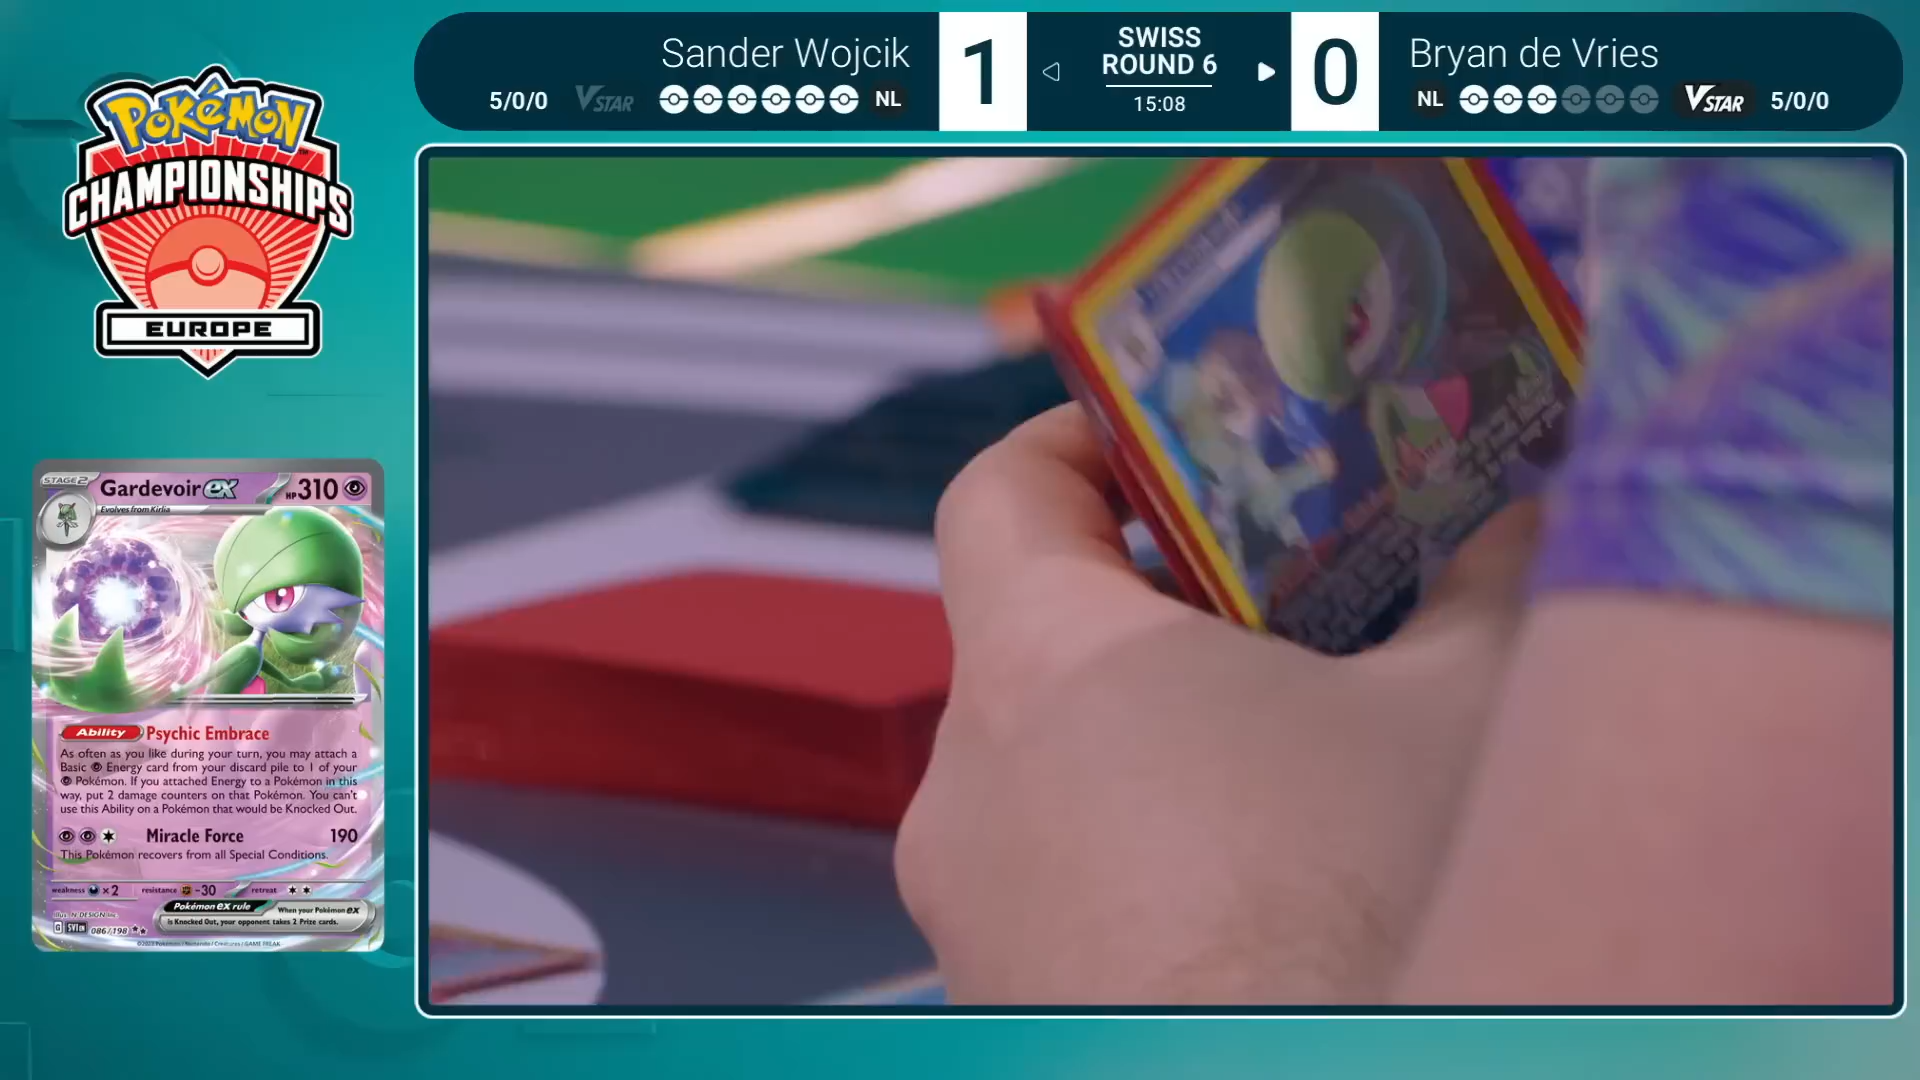 Sander Wojcik
5/0/0
VSTAR
NL
1
SWISS
ROUND 6
15:08
0
Bryan de Vries
NL
VSTAR
5/0/0
Pokémon
CHAMPIONSHIPS
EUROPE
STAGE 2
Gardevoir ex
HP 310
Evolves from Kirlia
Ability Psychic Embrace
As often as you like during your turn, you may attach a
Basic Energy card from your discard pile to 1 of your
Pokémon. If you attached Energy to a Pokémon in this
way, put 2 damage counters on that Pokémon. You can't
use this Ability on a Pokémon that would be Knocked Out.
Miracle Force 190
This Pokémon recovers from all Special Conditions.
weakness ×2 resistance -30 retreat
Pokémon ex rule
When your Pokémon ex
is Knocked Out, your opponent takes 2 Prize cards.
G SVI EN 086/198